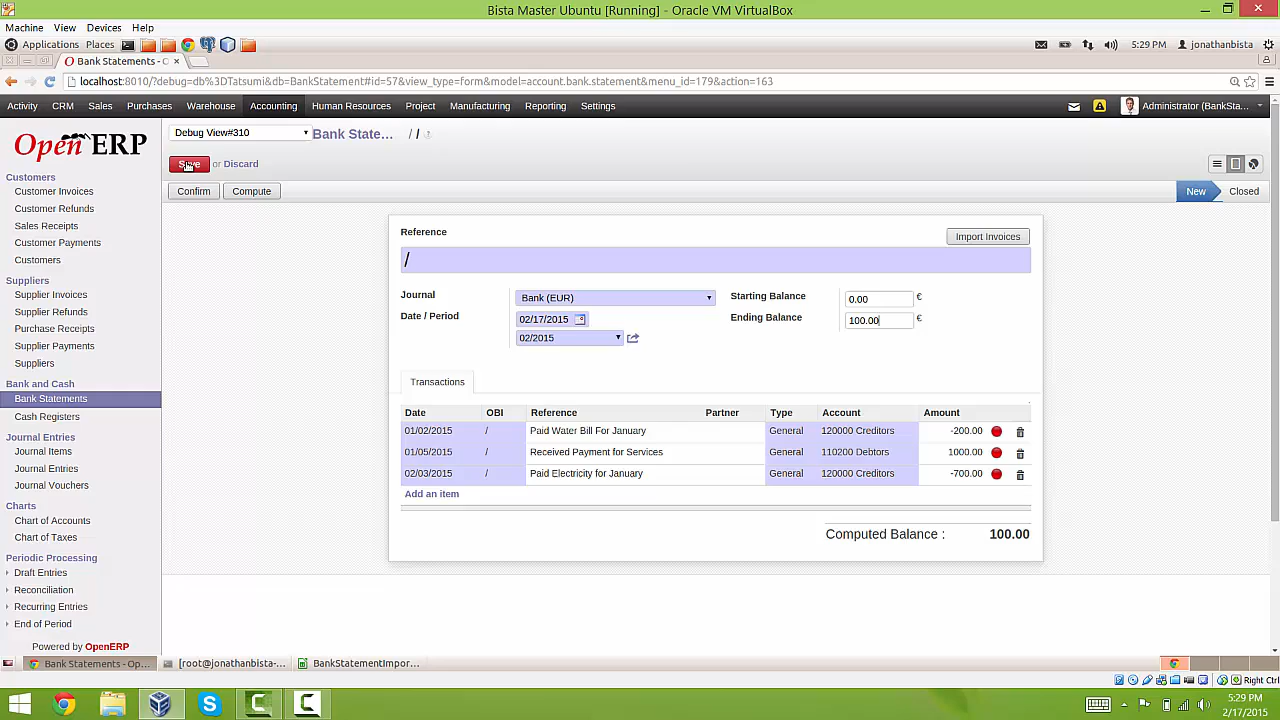 Bista Master Ubuntu [Running] - Oracle VM VirtualBox
Machine View Devices Help
Applications Places 5:29 PM jonathanbista
Bank Statements - O
localhost:8010/?debug=db%3DTatsumi&db=BankStatement#id=57&view_type=form&model=account.bank.statement&menu_id=179&action=163
Activity CRM Sales Purchases Warehouse Accounting Human Resources Project Manufacturing Reporting Settings Administrator (BankSta...
OpenERP
Debug View#310 Bank State... / /
Save or Discard
Confirm Compute New Closed
Customers
Customer Invoices
Customer Refunds
Sales Receipts
Customer Payments
Customers
Suppliers
Supplier Invoices
Supplier Refunds
Purchase Receipts
Supplier Payments
Suppliers
Bank and Cash
Bank Statements
Cash Registers
Journal Entries
Journal Items
Journal Entries
Journal Vouchers
Charts
Chart of Accounts
Chart of Taxes
Periodic Processing
Draft Entries
Reconciliation
Recurring Entries
End of Period
Powered by OpenERP
Reference Import Invoices
/
Journal Bank (EUR) Starting Balance 0.00 €
Date / Period 02/17/2015 Ending Balance 100.00 €
02/2015
Transactions
Date OBI Reference Partner Type Account Amount
01/02/2015 / Paid Water Bill For January General 120000 Creditors -200.00
01/05/2015 / Received Payment for Services General 110200 Debtors 1000.00
02/03/2015 / Paid Electricity for January General 120000 Creditors -700.00
Add an item
Computed Balance : 100.00
Bank Statements - Op... [root@jonathanbista-... BankStatementImpor...
Right Ctrl
5:29 PM
2/17/2015